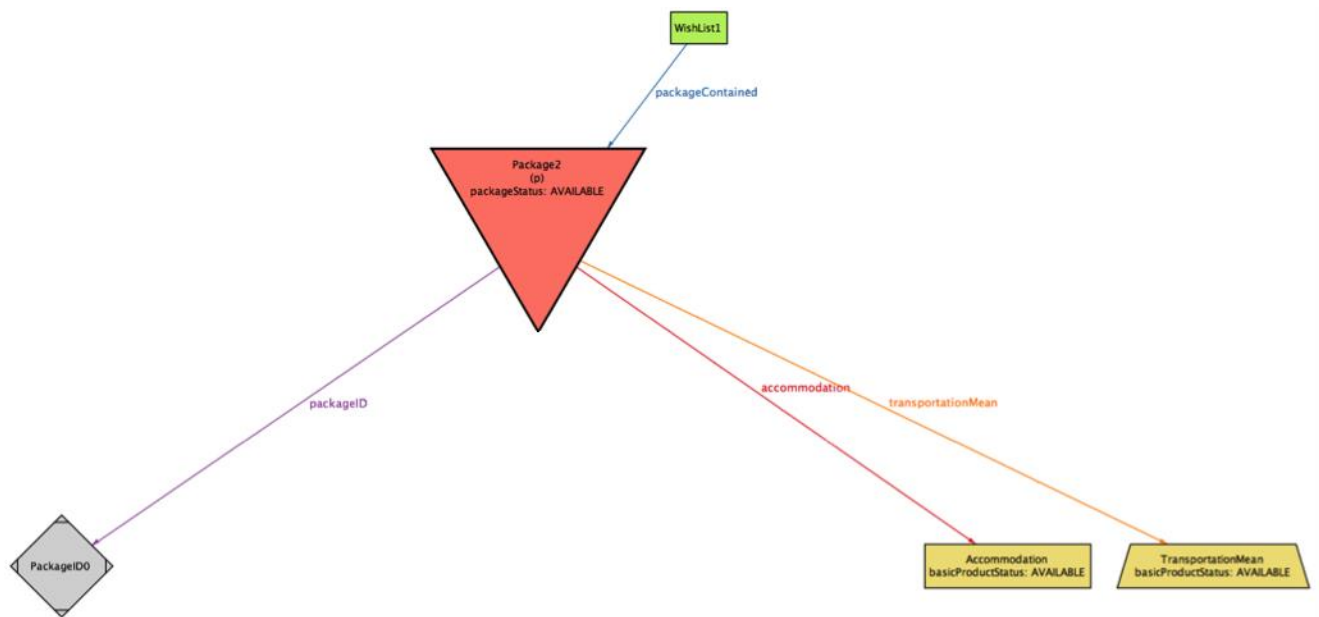 WishList1
packageContained
Package2
(p)
packageStatus: AVAILABLE
accommodation
packageID
transportationMean
PackageID0
Accommodation
basicProductStatus: AVAILABLE
TransportationMean
basicProductStatus: AVAILABLE